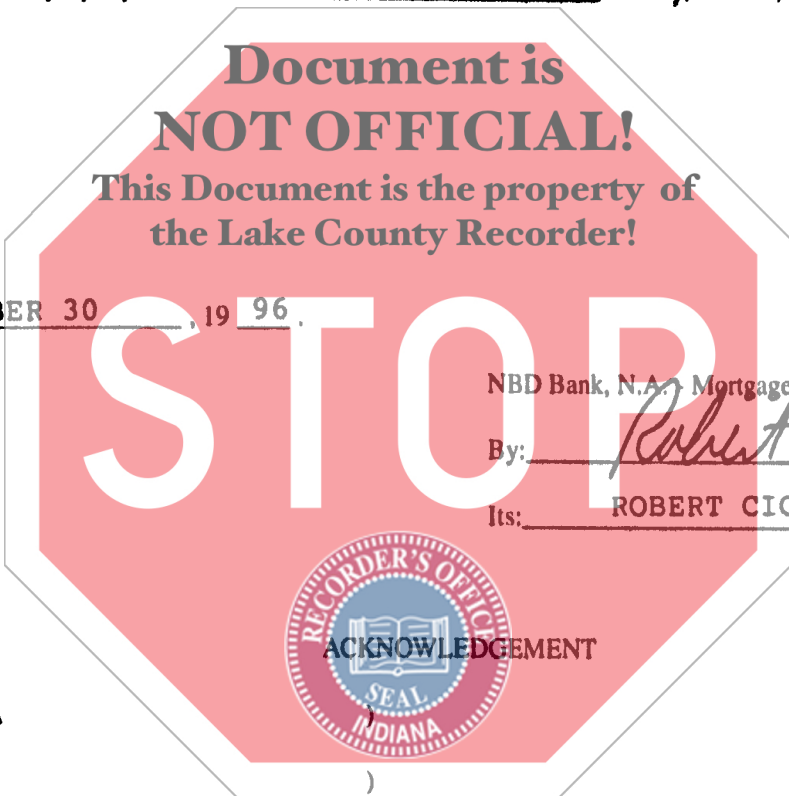 Document is
NOT OFFICIAL!
This Document is the property of
the Lake County Recorder!
BER 30 , 19 96 .
STOP
NBD Bank, N.A. - Mortgage
By: Robert
Its: ROBERT CIC
RECORDER'S OFFICE
ACKNOWLEDGEMENT
SEAL
INDIANA
)
)